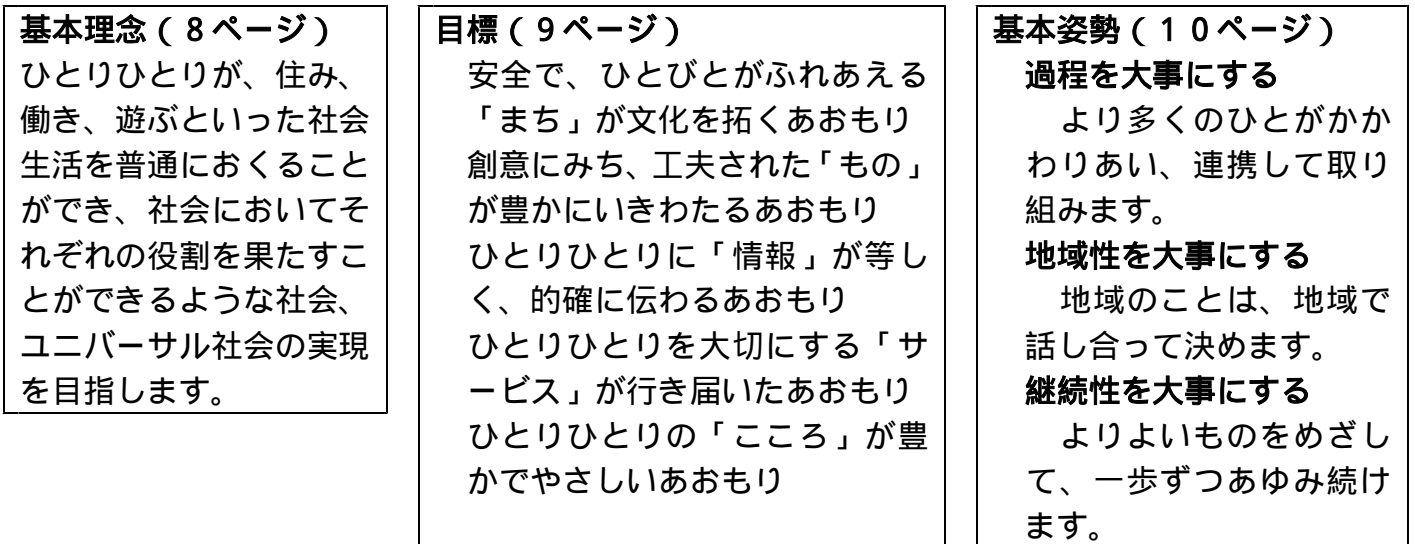 基本理念（８ページ）
ひとりひとりが、住み、
働き、遊ぶといった社会
生活を普通におくること
ができ、社会においてそ
れぞれの役割を果たすこ
とができるような社会、
ユニバーサル社会の実現
を目指します。
目標（９ページ）
安全で、ひとびとがふれあえる
「まち」が文化を拓くあおもり
創意にみち、工夫された「もの」
が豊かにいきわたるあおもり
ひとりひとりに「情報」が等し
く、的確に伝わるあおもり
ひとりひとりを大切にする「サ
ービス」が行き届いたあおもり
ひとりひとりの「こころ」が豊
かでやさしいあおもり
基本姿勢（１０ページ）
過程を大事にする
より多くのひとがかか
わりあい、連携して取り
組みます。
地域性を大事にする
地域のことは、地域で
話し合って決めます。
継続性を大事にする
よりよいものをめざし
て、一歩ずつあゆみ続け
ます。